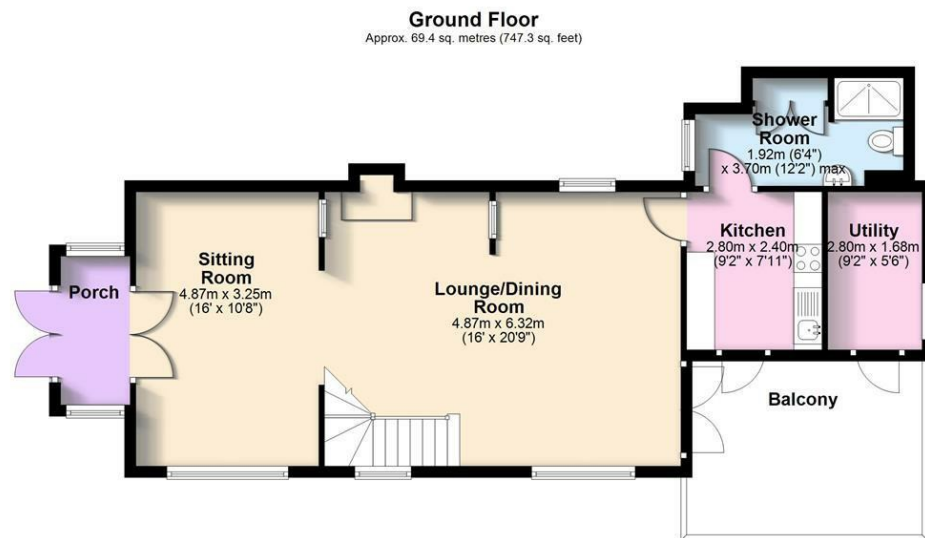 Ground Floor
Approx. 69.4 sq. metres (747.3 sq. feet)
Shower
Room
1.92m (6'4")
x 3.70m (12'2") max
Porch
Sitting
Room
4.87m x 3.25m
(16' x 10'8")
Lounge/Dining
Room
4.87m x 6.32m
(16' x 20'9")
Kitchen
2.80m x 2.40m
(9'2" x 7'11")
Utility
2.80m x 1.68m
(9'2" x 5'6")
Balcony